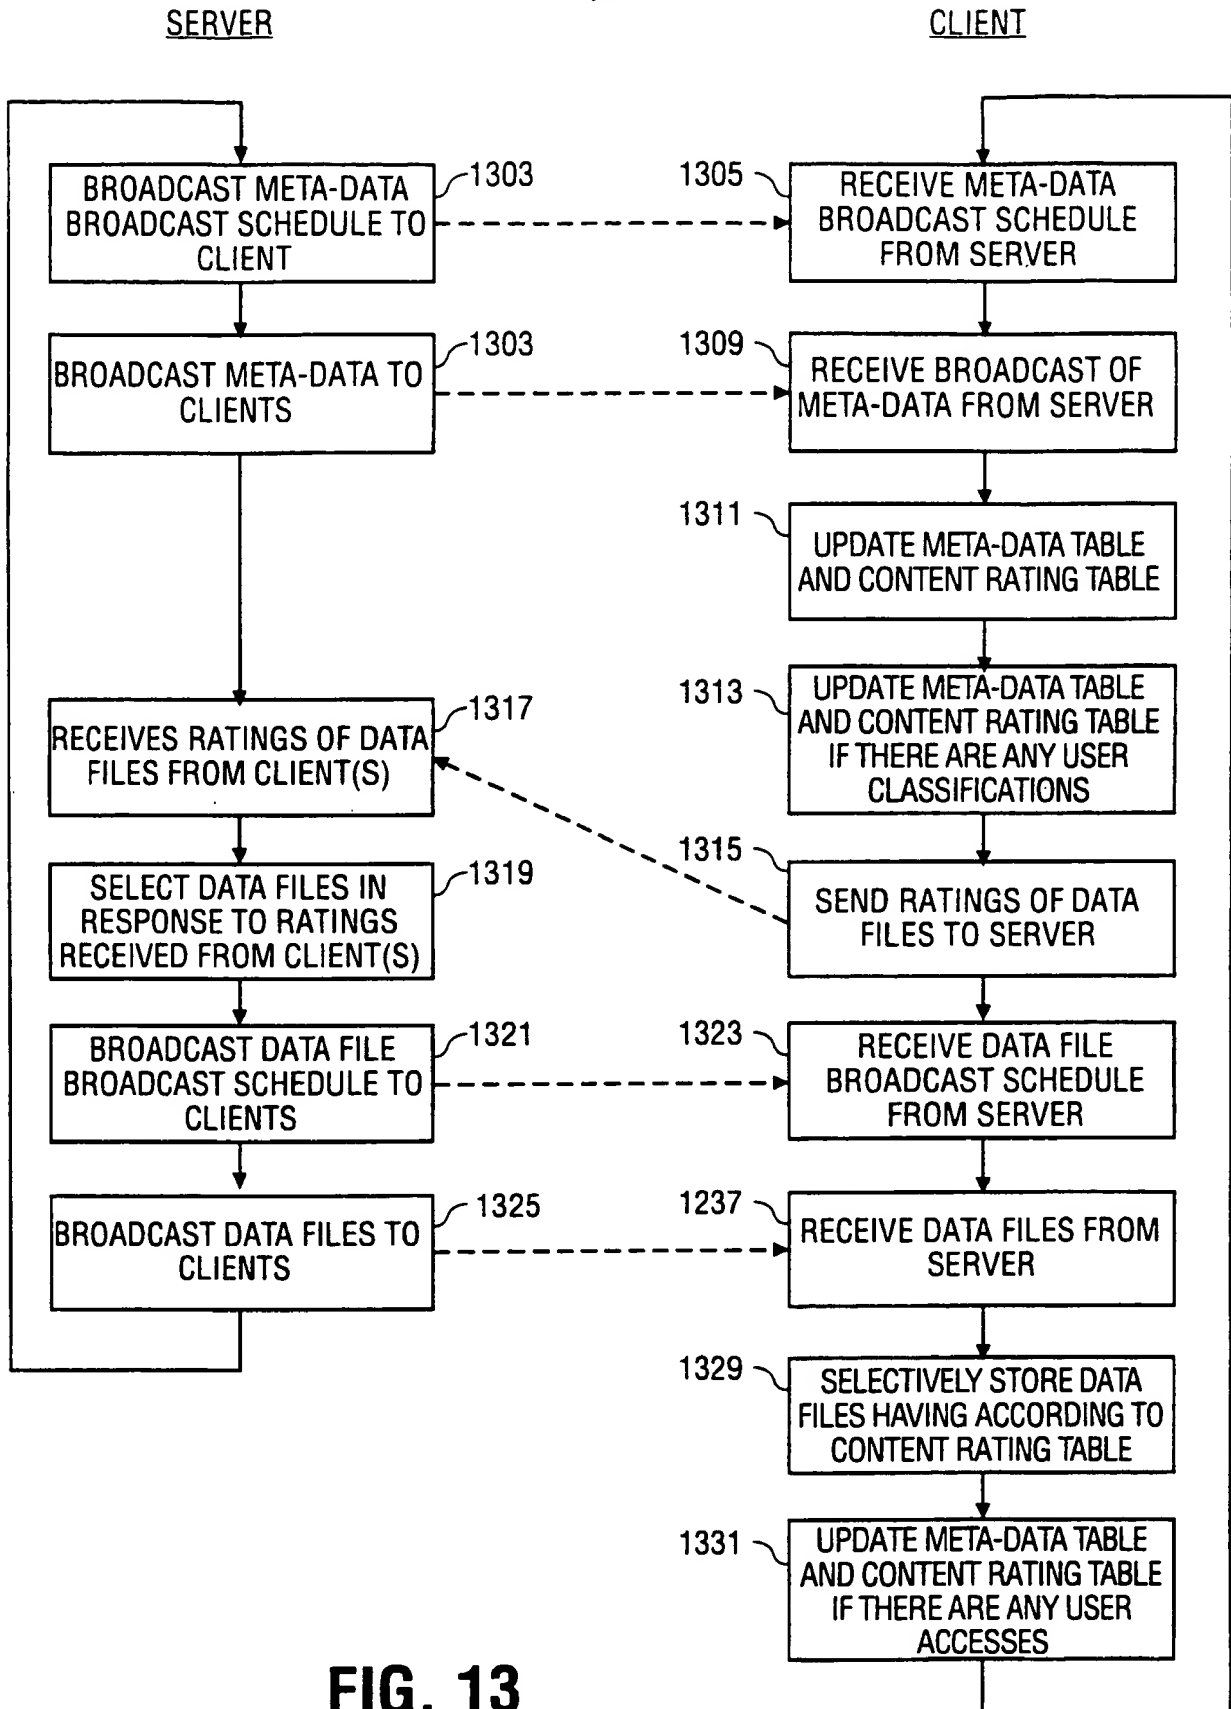 SERVER
CLIENT
BROADCAST META-DATA
BROADCAST SCHEDULE TO
CLIENT
1303
1305
RECEIVE META-DATA
BROADCAST SCHEDULE
FROM SERVER
BROADCAST META-DATA TO
CLIENTS
1303
1309
RECEIVE BROADCAST OF
META-DATA FROM SERVER
1311
UPDATE META-DATA TABLE
AND CONTENT RATING TABLE
1313
UPDATE META-DATA TABLE
AND CONTENT RATING TABLE
IF THERE ARE ANY USER
CLASSIFICATIONS
RECEIVES RATINGS OF DATA
FILES FROM CLIENT(S)
1317
1315
SEND RATINGS OF DATA
FILES TO SERVER
SELECT DATA FILES IN
RESPONSE TO RATINGS
RECEIVED FROM CLIENT(S)
1319
BROADCAST DATA FILE
BROADCAST SCHEDULE TO
CLIENTS
1321
1323
RECEIVE DATA FILE
BROADCAST SCHEDULE
FROM SERVER
BROADCAST DATA FILES TO
CLIENTS
1325
1237
RECEIVE DATA FILES FROM
SERVER
1329
SELECTIVELY STORE DATA
FILES HAVING ACCORDING TO
CONTENT RATING TABLE
1331
UPDATE META-DATA TABLE
AND CONTENT RATING TABLE
IF THERE ARE ANY USER
ACCESSES
FIG. 13